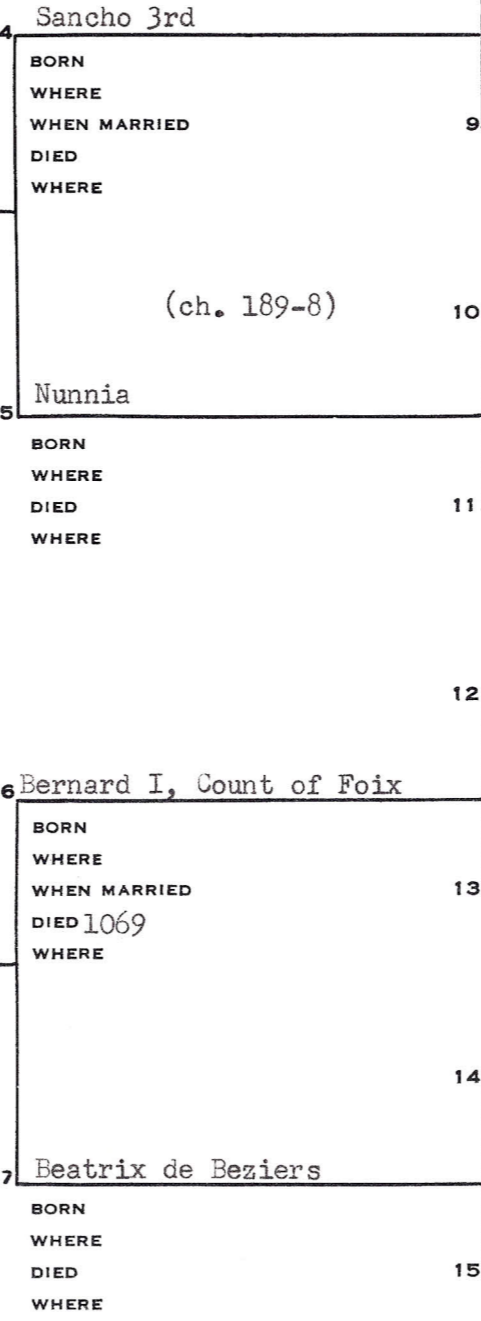 Sancho 3rd
4
BORN
WHERE
WHEN MARRIED 9
DIED
WHERE
(ch. 189-8) 10
Nunnia
5
BORN
WHERE
DIED 11
WHERE
12
6 Bernard I, Count of Foix
BORN
WHERE
WHEN MARRIED 13
DIED 1069
WHERE
14
7 Beatrix de Beziers
BORN
WHERE
DIED 15
WHERE